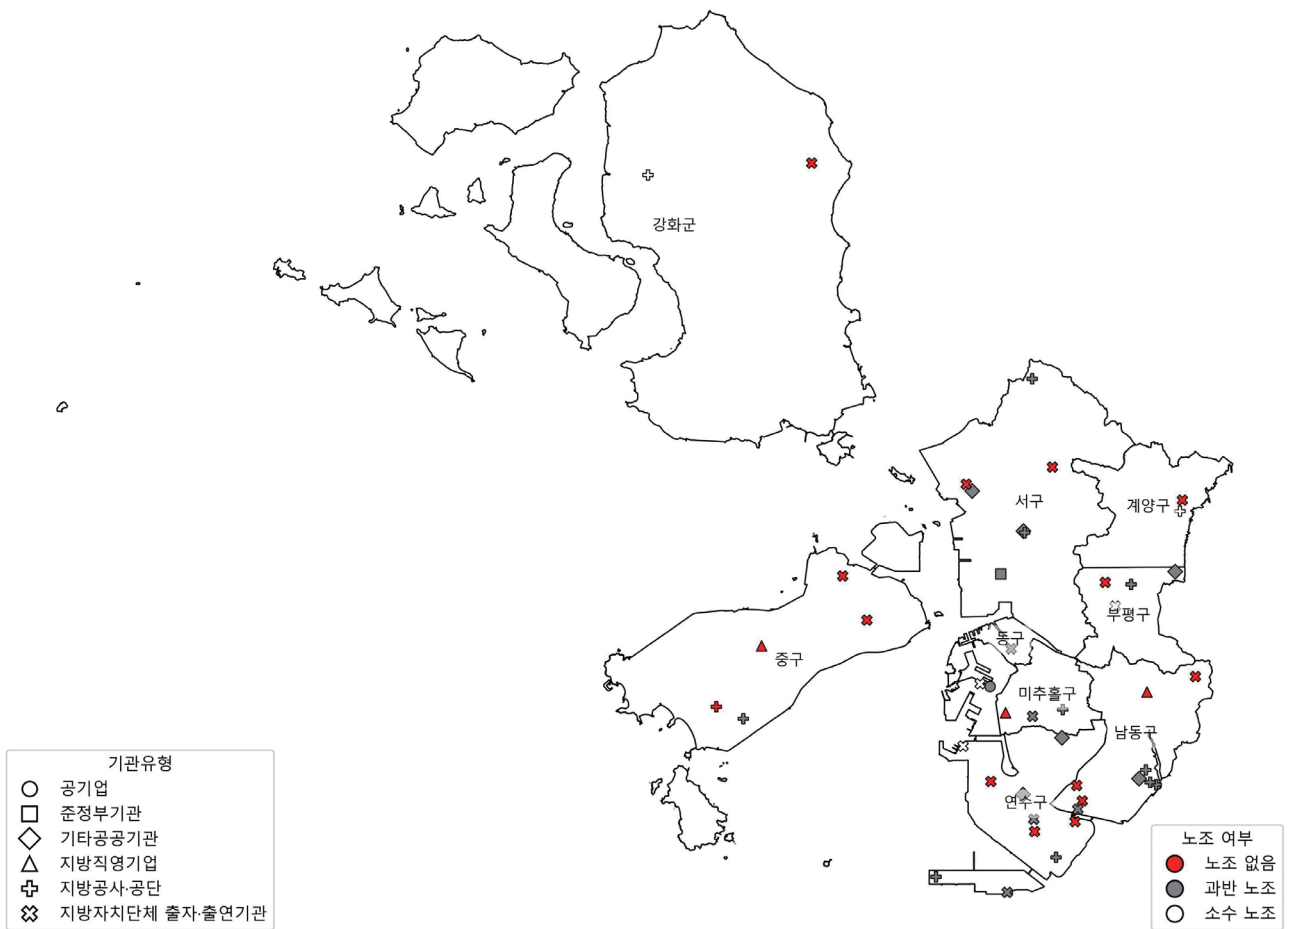 강화군
서구
계양구
부평구
동구
중구
미추홀구
남동구
연수구
기관유형
공기업
준정부기관
기타공공기관
지방직영기업
지방공사·공단
지방자치단체 출자·출연기관
노조 여부
노조 없음
과반 노조
소수 노조